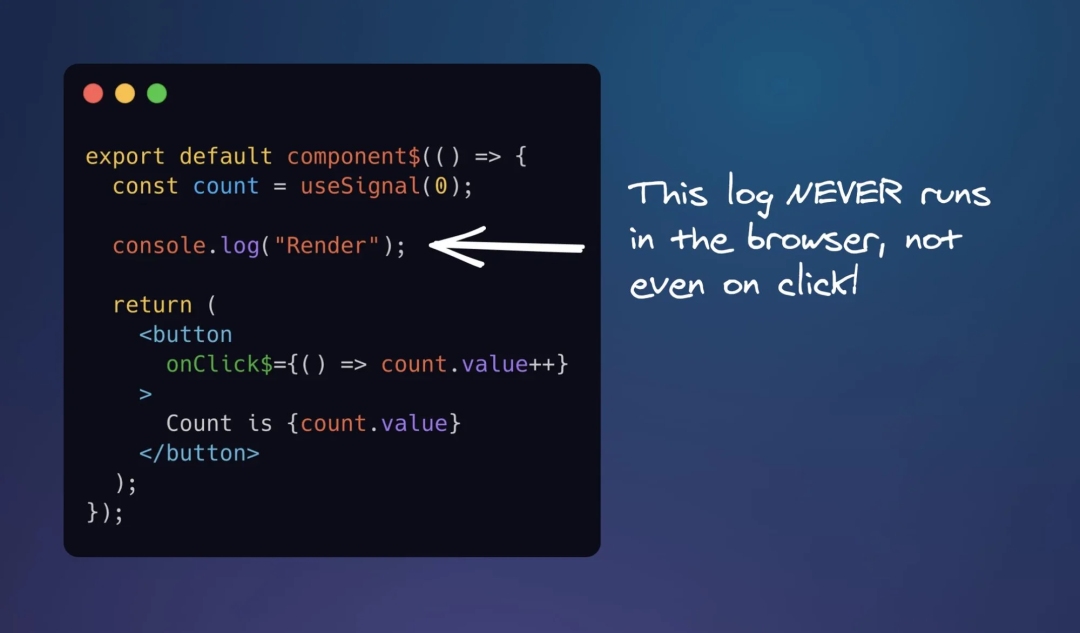 export default component$(() => {
const count = useSignal(0);
console.log("Render");
return (
<button
onClick$={() => count.value++}
>
Count is {count.value}
</button>
);
});
This log NEVER runs
in the browser, not
even on click!